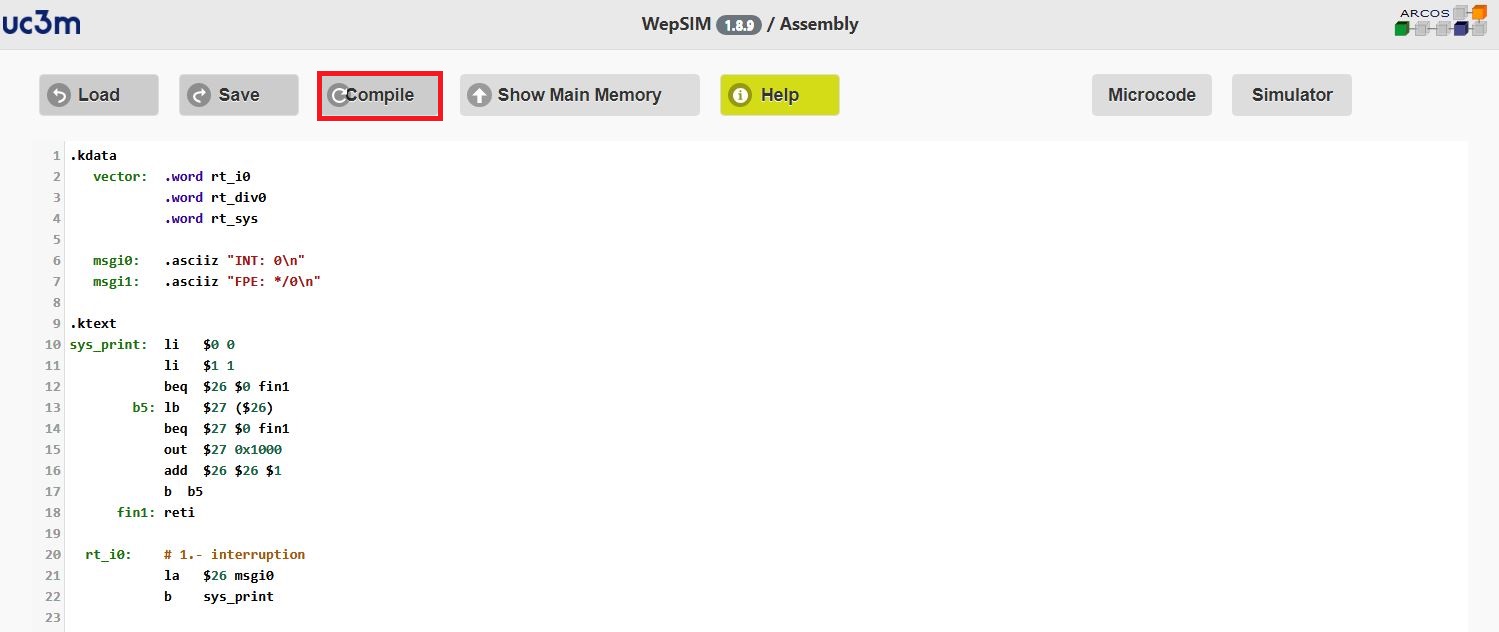 uc3m
WepSIM 1.8.9 / Assembly
ARCOS
Load Save Compile Show Main Memory Help Microcode Simulator
1 .kdata
2 vector: .word rt_i0
3 .word rt_div0
4 .word rt_sys
5
6 msgi0: .asciiz "INT: 0\n"
7 msgi1: .asciiz "FPE: */0\n"
8
9 .ktext
10 sys_print: li $0 0
11 li $1 1
12 beq $26 $0 fin1
13 b5: lb $27 ($26)
14 beq $27 $0 fin1
15 out $27 0x1000
16 add $26 $26 $1
17 b b5
18 fin1: reti
19
20 rt_i0: # 1.- interruption
21 la $26 msgi0
22 b sys_print
23